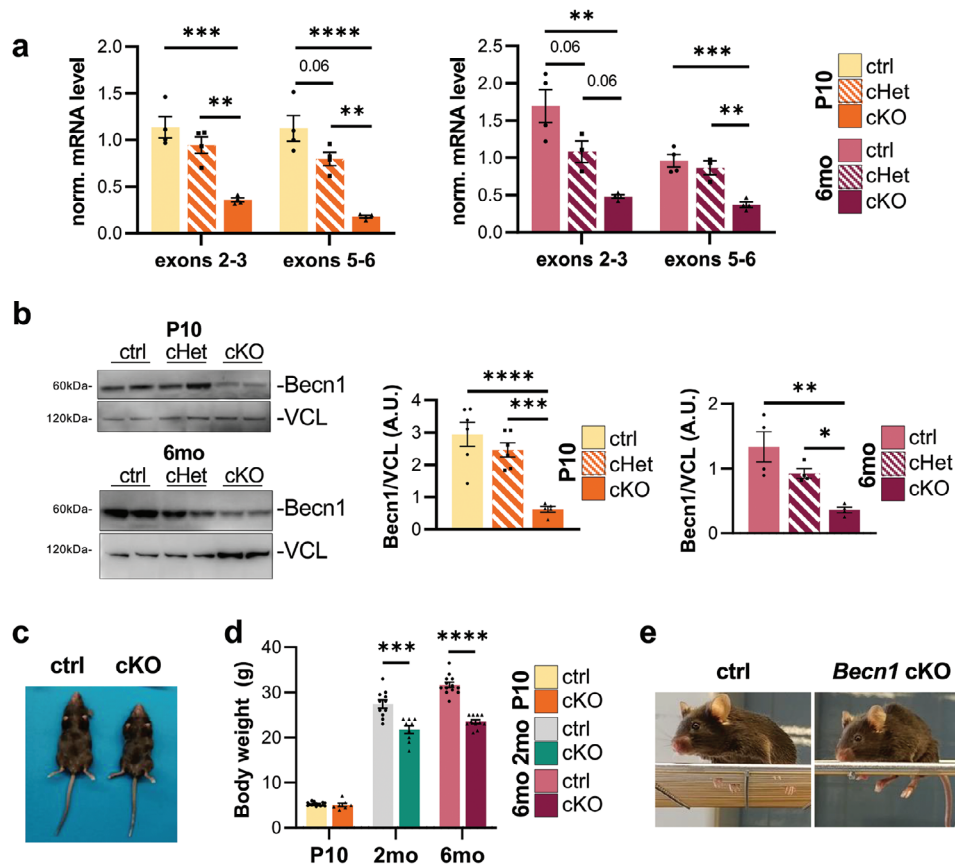 a
norm. mRNA level
2.0
1.5
1.0
0.5
0.0
***
****
0.06
**
**
exons 2-3
exons 5-6
norm. mRNA level
2.5
2.0
1.5
1.0
0.5
0.0
**
0.06
0.06
***
**
exons 2-3
exons 5-6
P10
ctrl
cHet
cKO
6mo
ctrl
cHet
cKO
b
P10
ctrl cHet cKO
60kDa- -Becn1
120kDa- -VCL
6mo
ctrl cHet cKO
60kDa- -Becn1
120kDa- -VCL
Becn1/VCL (A.U.)
4
3
2
1
0
****
***
P10
ctrl
cHet
cKO
Becn1/VCL (A.U.)
2
1
0
**
*
6mo
ctrl
cHet
cKO
c
ctrl cKO
d
Body weight (g)
40
30
20
10
0
***
****
P10 2mo 6mo
P10
ctrl
cKO
2mo
ctrl
cKO
6mo
ctrl
cKO
e
ctrl Becn1 cKO